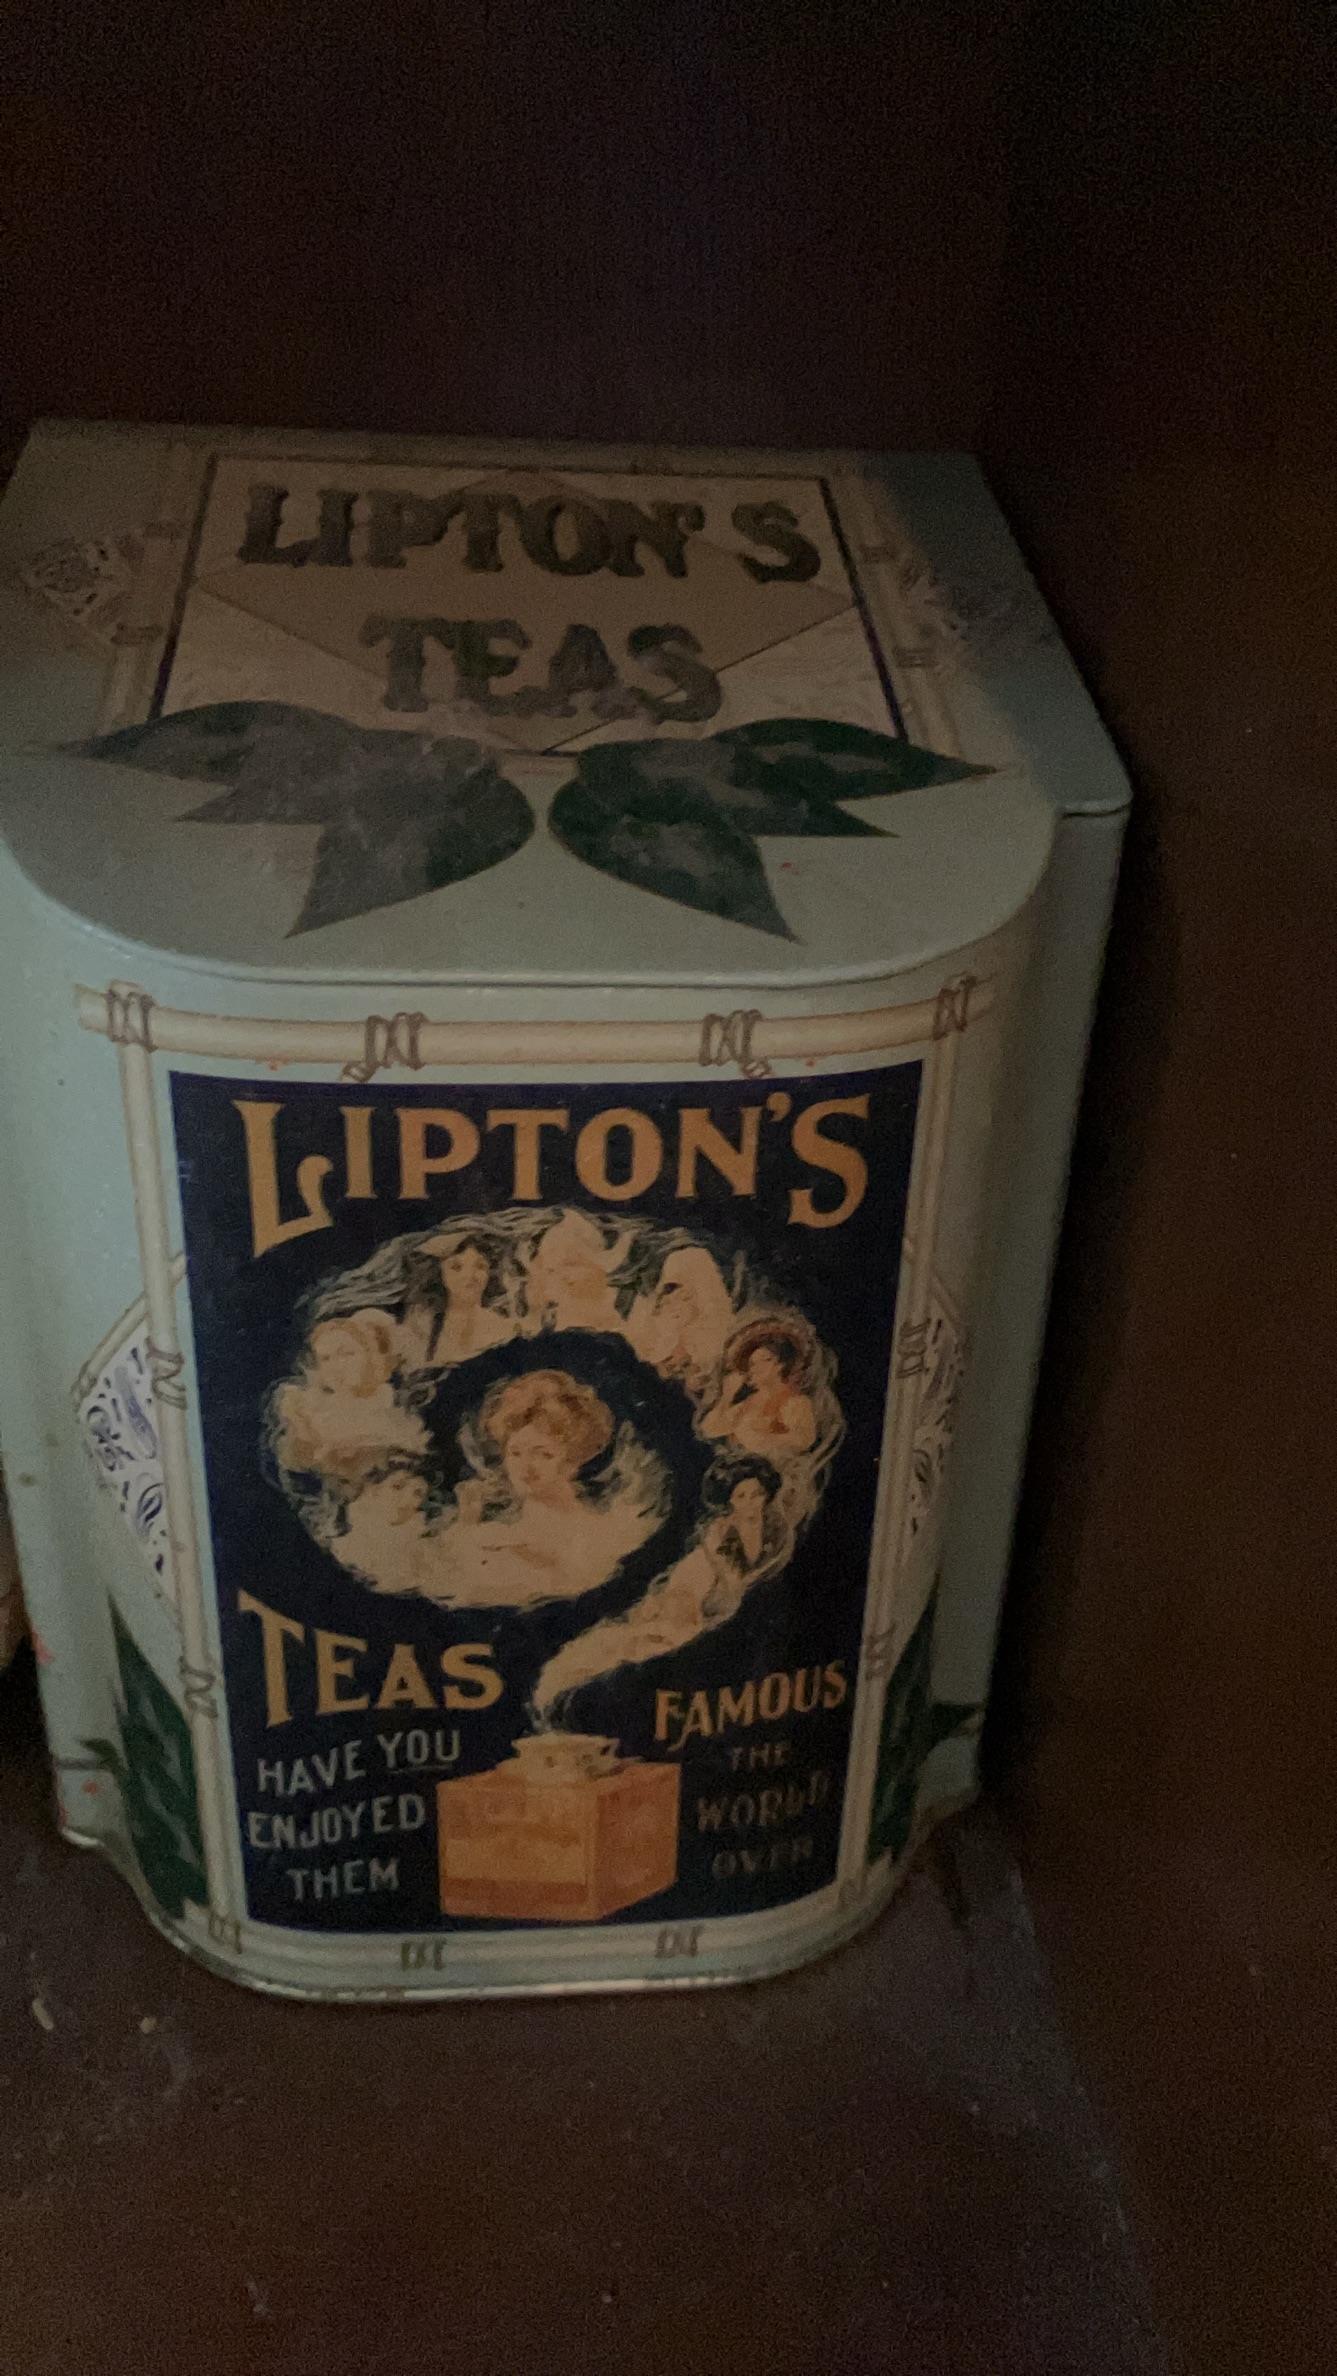 LIPTON'S
TEAS
LIPTON'S
TEAS
HAVE YOU
ENJOYED
THEM
FAMOUS
THE
WORLD
OVER